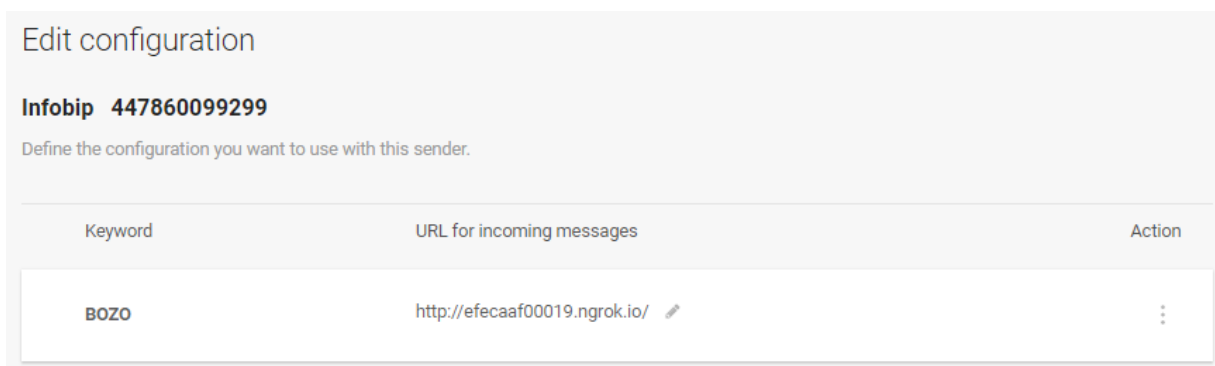 Edit configuration
Infobip 447860099299
Define the configuration you want to use with this sender.
Keyword URL for incoming messages Action
BOZO http://efecaaf00019.ngrok.io/